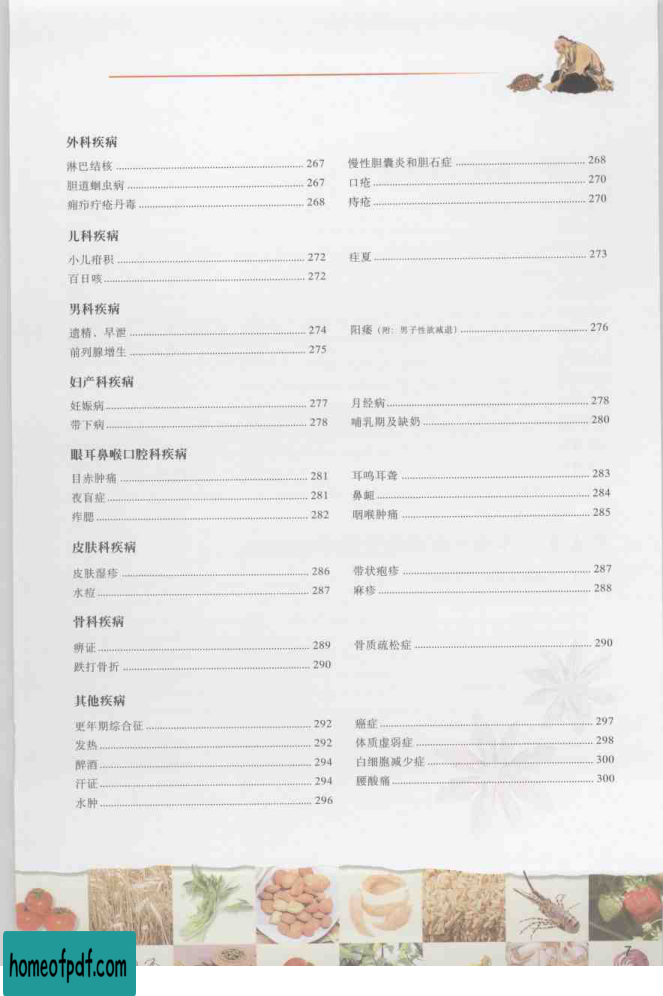 外科疾病
淋巴结核 267
慢性胆囊炎和胆石症 268
胆道蛔虫病 267
口疮 270
痈疖疔疮丹毒 268
痔疮 270
儿科疾病
小儿疳积 272
疰夏 273
百日咳 272
男科疾病
遗精、早泄 274
阳痿(附:男子性欲减退) 276
前列腺增生 275
妇产科疾病
妊娠病 277
月经病 278
带下病 278
哺乳期及缺奶 280
眼耳鼻喉口腔科疾病
目赤肿痛 281
耳鸣耳聋 283
夜盲症 281
鼻衄 284
痄腮 282
咽喉肿痛 285
皮肤科疾病
皮肤湿疹 286
带状疱疹 287
水痘 287
麻疹 288
骨科疾病
痹证 289
骨质疏松症 290
跌打骨折 290
其他疾病
更年期综合征 292
癌症 297
发热 292
体质虚弱症 298
醉酒 294
白细胞减少症 300
汗证 294
腰酸痛 300
水肿 296
7
homeofpdf.com